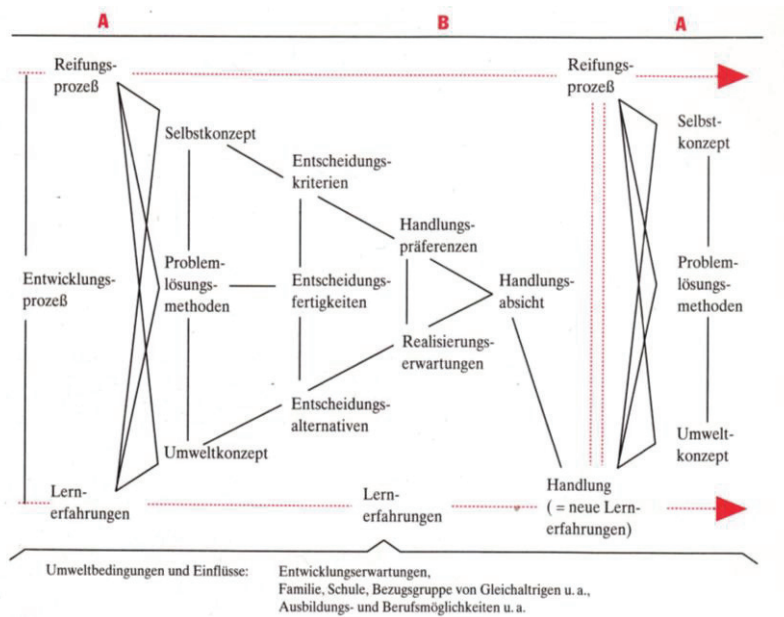 A B A
Reifungs-
prozeß
Reifungs-
prozeß
Selbstkonzept
Entscheidungs-
kriterien
Selbst-
konzept
Handlungs-
präferenzen
Entwicklungs-
prozeß
Problem-
lösungs-
methoden
Entscheidungs-
fertigkeiten
Handlungs-
absicht
Problem-
lösungs-
methoden
Realisierungs-
erwartungen
Entscheidungs-
alternativen
Umweltkonzept
Umwelt-
konzept
Lern-
erfahrungen
Lern-
erfahrungen
Handlung
( = neue Lern-
erfahrungen)
Umweltbedingungen und Einflüsse: Entwicklungserwartungen,
Familie, Schule, Bezugsgruppe von Gleichaltrigen u. a.,
Ausbildungs- und Berufsmöglichkeiten u. a.